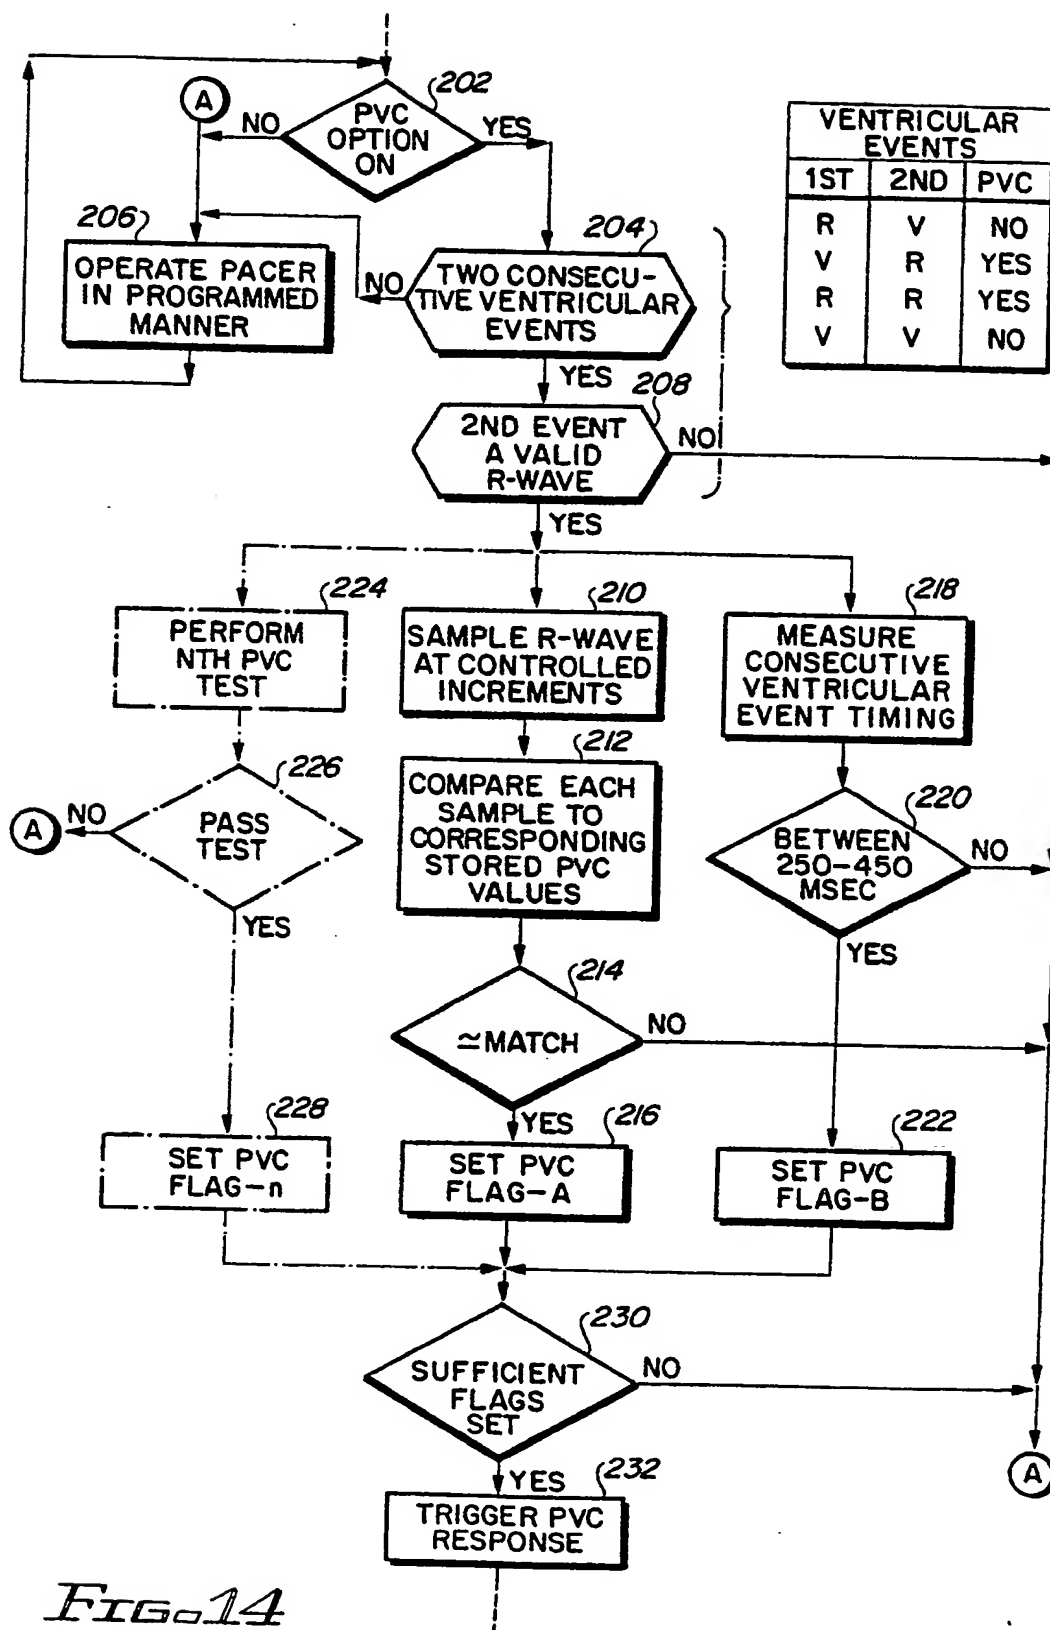 202
A
PVC
OPTION
ON
NO
YES
VENTRICULAR
EVENTS
1ST 2ND PVC
R V NO
V R YES
R R YES
V V NO
206
OPERATE PACER
IN PROGRAMMED
MANNER
204
TWO CONSECU-
TIVE VENTRICULAR
EVENTS
NO
YES
208
2ND EVENT
A VALID
R-WAVE
NO
YES
224
PERFORM
NTH PVC
TEST
210
SAMPLE R-WAVE
AT CONTROLLED
INCREMENTS
218
MEASURE
CONSECUTIVE
VENTRICULAR
EVENT TIMING
226
PASS
TEST
NO
A
YES
212
COMPARE EACH
SAMPLE TO
CORRESPONDING
STORED PVC
VALUES
220
BETWEEN
250-450
MSEC
NO
YES
214
≃MATCH
NO
YES
228
SET PVC
FLAG-n
216
SET PVC
FLAG-A
222
SET PVC
FLAG-B
230
SUFFICIENT
FLAGS
SET
NO
YES
A
232
TRIGGER PVC
RESPONSE
FIG. 14